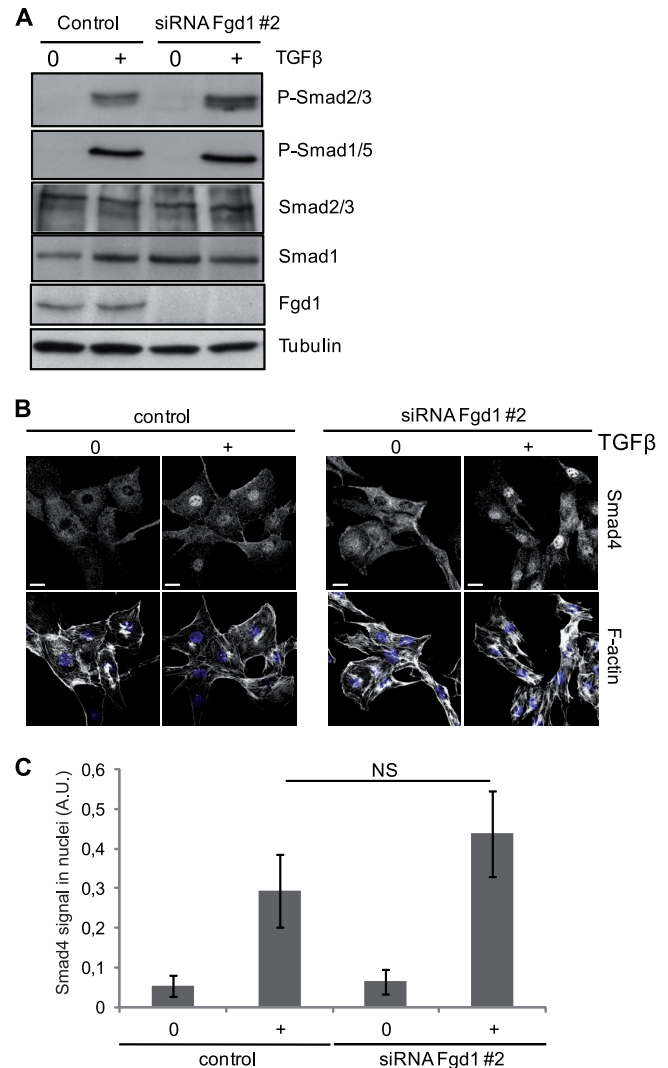 A
Control siRNA Fgd1 #2
0 + 0 + TGFβ
P-Smad2/3
P-Smad1/5
Smad2/3
Smad1
Fgd1
Tubulin
B
control siRNA Fgd1 #2
0 + 0 + TGFβ
Smad4
F-actin
C
Smad4 signal in nuclei (A.U.)
NS
0,6
0,5
0,4
0,3
0,2
0,1
0
0 + 0 +
control siRNA Fgd1 #2